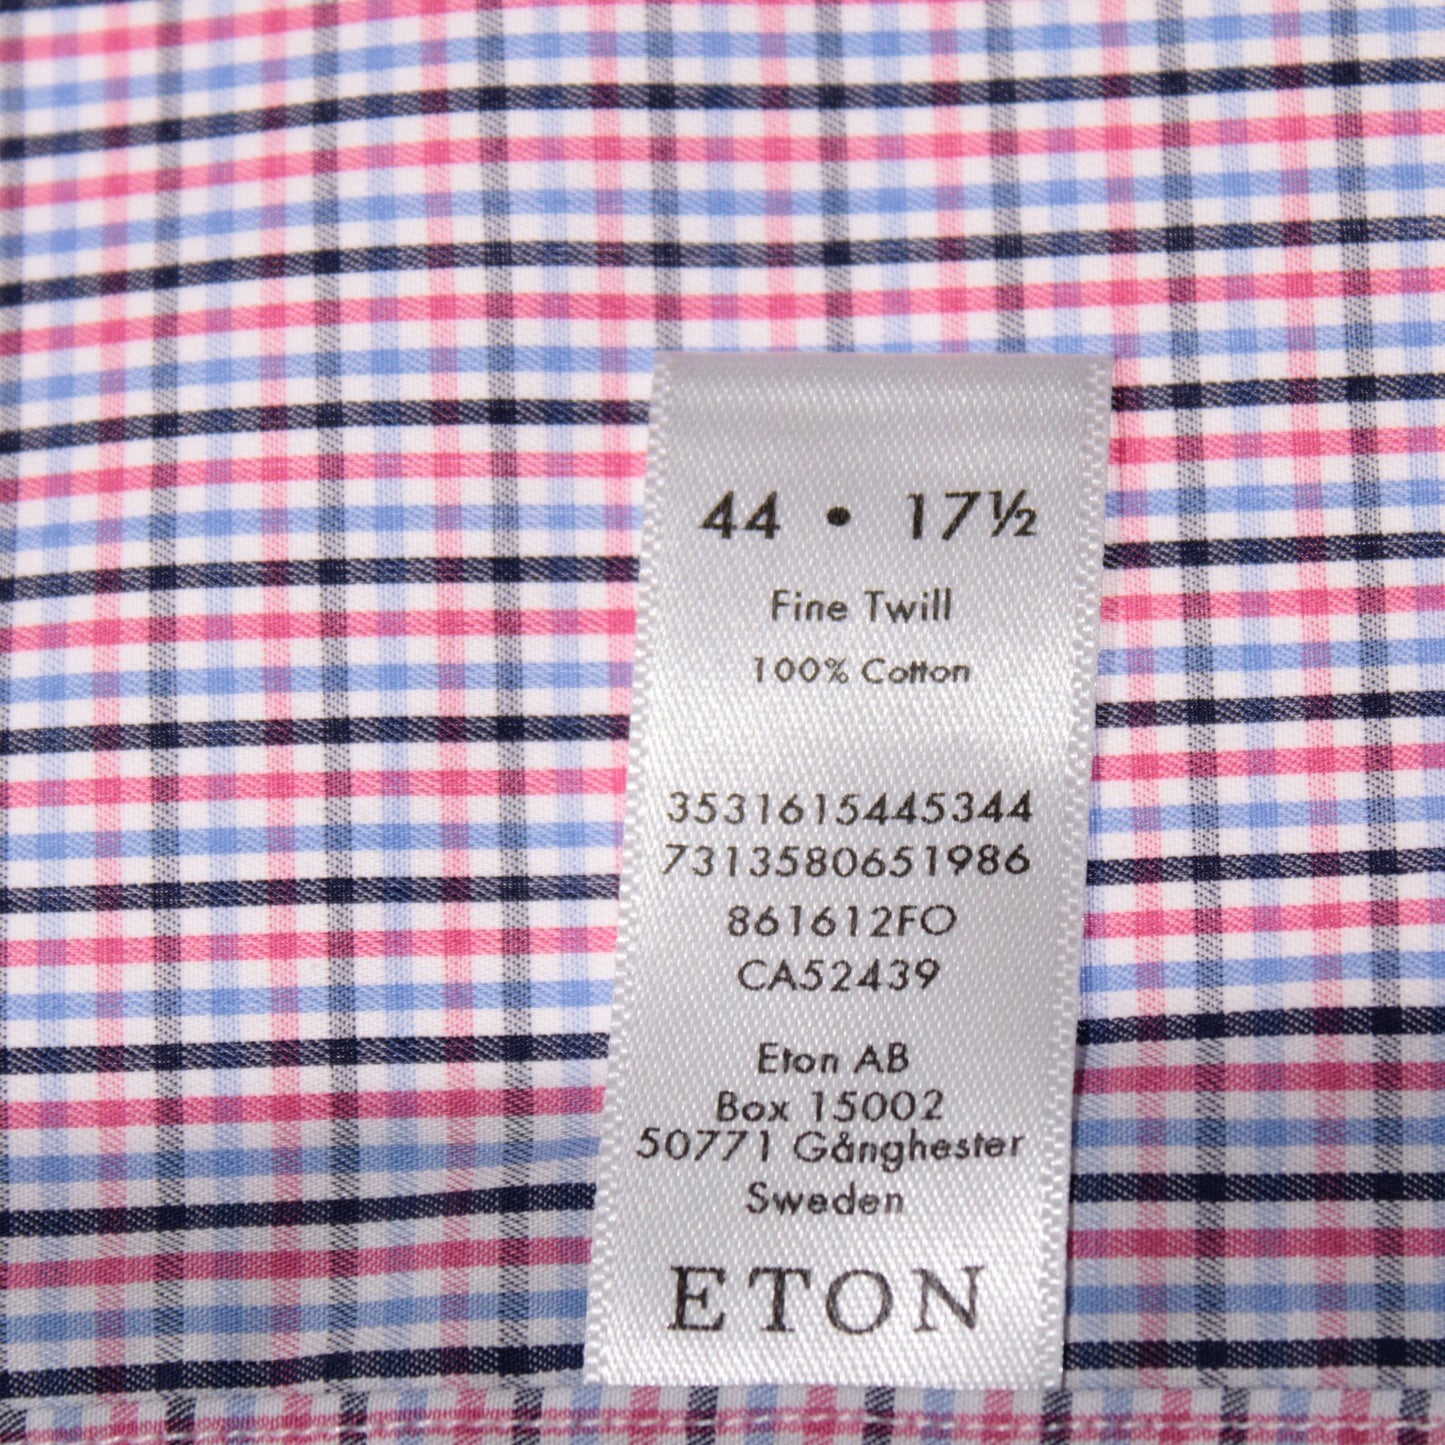 44 • 17½
Fine Twill
100% Cotton
3531615445344
7313580651986
861612FO
CA52439
Eton AB
Box 15002
50771 Gånghester
Sweden
ETON